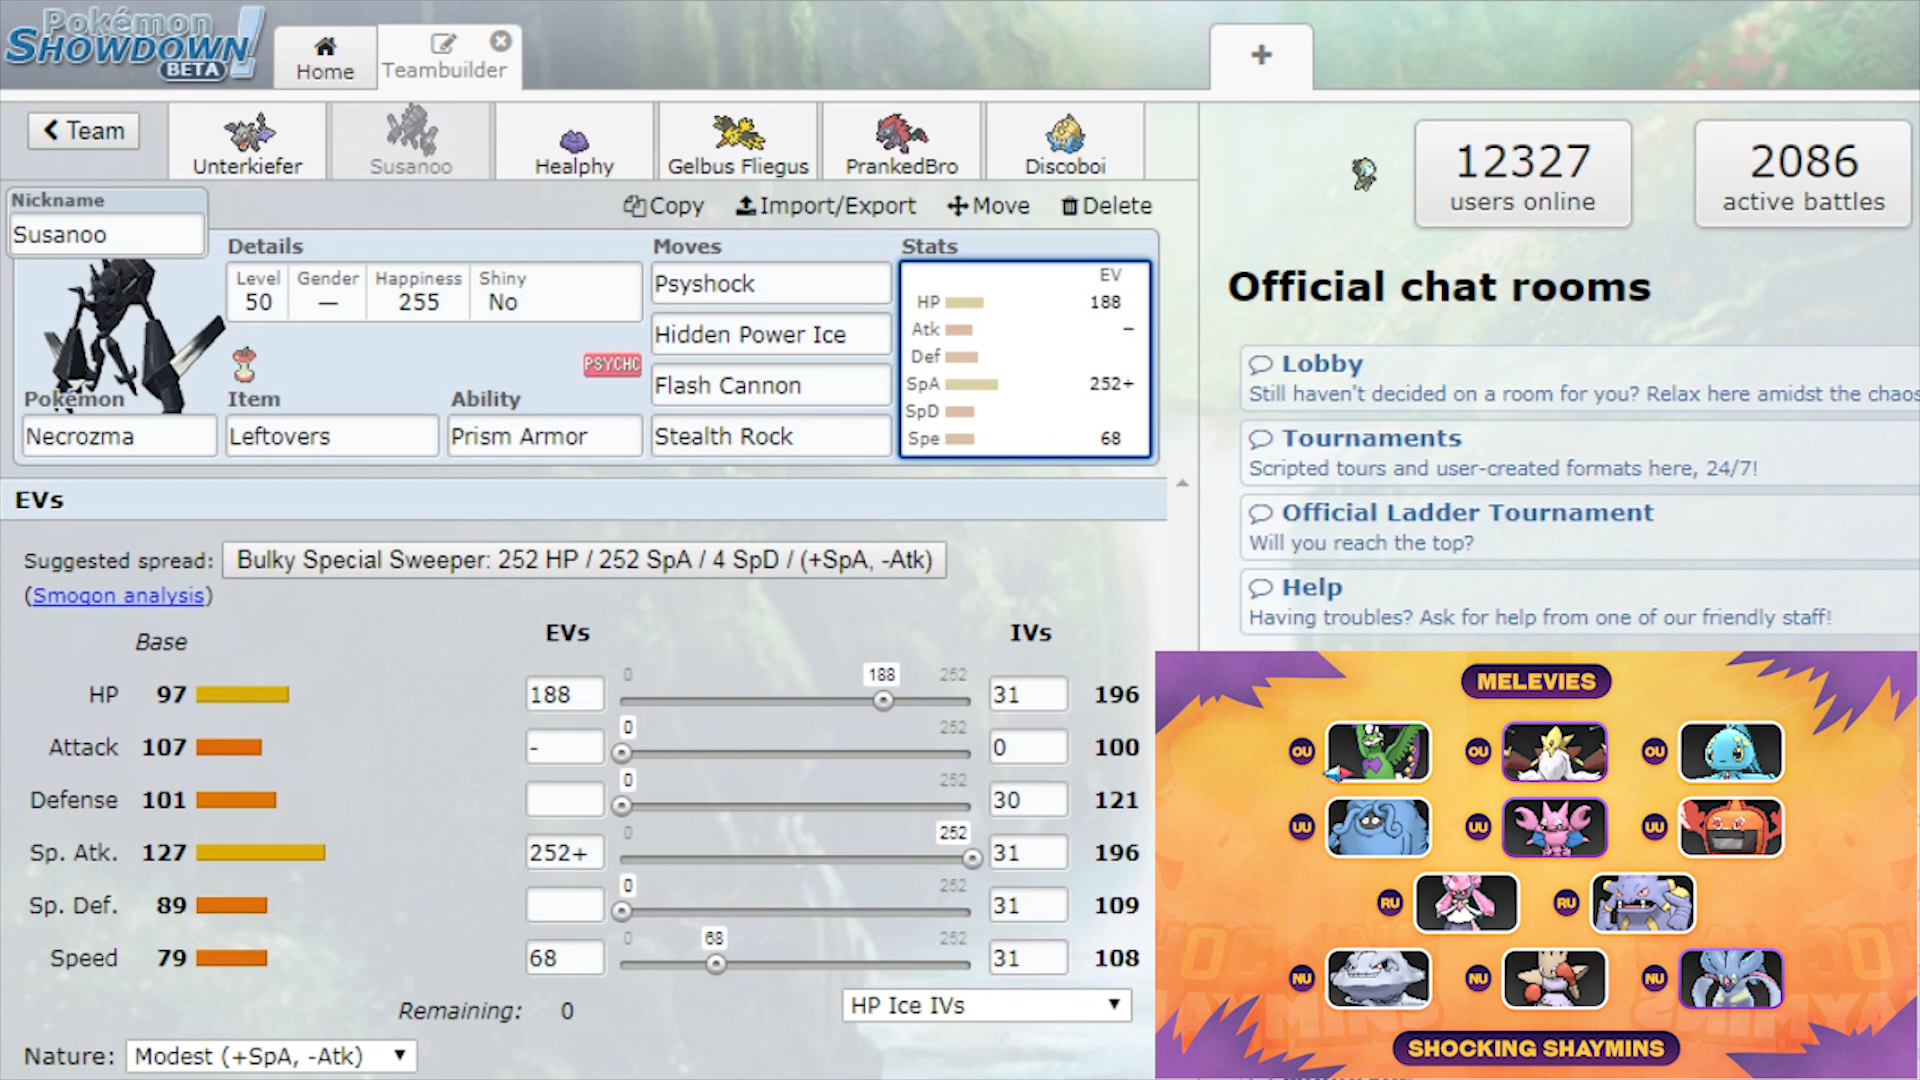 Pokémon
SHOWDOWN!
BETA
Home
Teambuilder
+
Team
Unterkiefer
Susanoo
Healphy
Gelbus Fliegus
PrankedBro
Discoboi
12327
users online
2086
active battles
Nickname
Susanoo
Copy
Import/Export
Move
Delete
Details
Level
50
Gender
—
Happiness
255
Shiny
No
PSYCHC
Pokémon
Necrozma
Item
Leftovers
Ability
Prism Armor
Moves
Psyshock
Hidden Power Ice
Flash Cannon
Stealth Rock
Stats
EV
HP 188
Atk –
Def
SpA 252+
SpD
Spe 68
Official chat rooms
Lobby
Still haven't decided on a room for you? Relax here amidst the chaos
Tournaments
Scripted tours and user-created formats here, 24/7!
Official Ladder Tournament
Will you reach the top?
Help
Having troubles? Ask for help from one of our friendly staff!
EVs
Suggested spread: Bulky Special Sweeper: 252 HP / 252 SpA / 4 SpD / (+SpA, -Atk)
(Smogon analysis)
Base EVs IVs
HP 97 188 0 188 252 31 196
Attack 107 - 0 252 0 100
Defense 101 0 252 30 121
Sp. Atk. 127 252+ 0 252 31 196
Sp. Def. 89 0 252 31 109
Speed 79 68 0 68 252 31 108
Remaining: 0
HP Ice IVs
Nature: Modest (+SpA, -Atk)
MELEVIES
OU OU OU
UU UU UU
RU RU
NU NU NU
SHOCKING SHAYMINS